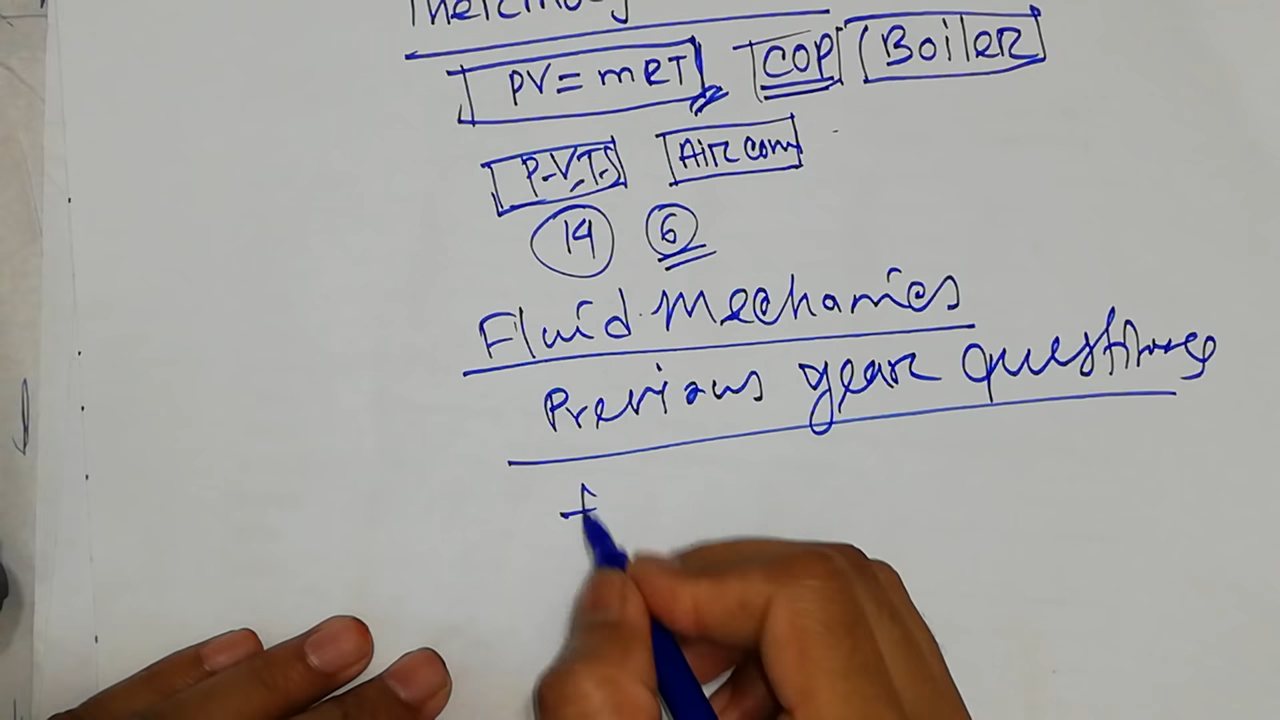 PV = mRT COP Boiler
P-V, T-S Air com
14 6
Fluid Mechanics
Previous year questions
f